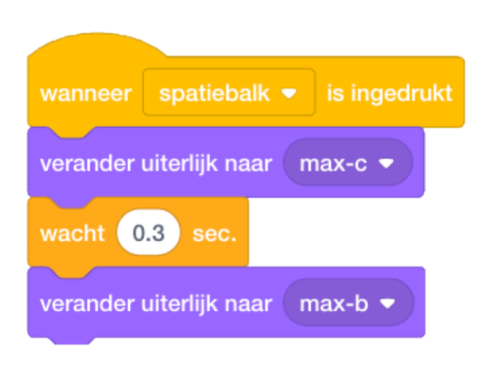 wanneer spatiebalk is ingedrukt
verander uiterlijk naar max-c
wacht 0.3 sec.
verander uiterlijk naar max-b